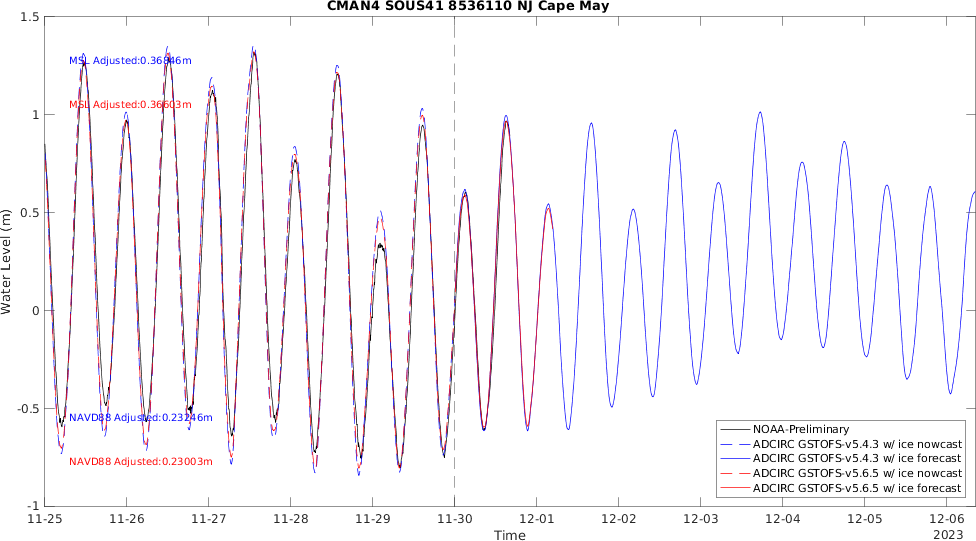 CMAN4 SOUS41 8536110 NJ Cape May
1.5
1
0.5
0
-0.5
-1
Water Level (m)
MSL Adjusted:0.36846m
MSL Adjusted:0.36603m
NAVD88 Adjusted:0.23246m
NAVD88 Adjusted:0.23003m
NOAA-Preliminary
ADCIRC GSTOFS-v5.4.3 w/ ice nowcast
ADCIRC GSTOFS-v5.4.3 w/ ice forecast
ADCIRC GSTOFS-v5.6.5 w/ ice nowcast
ADCIRC GSTOFS-v5.6.5 w/ ice forecast
11-25 11-26 11-27 11-28 11-29 11-30 12-01 12-02 12-03 12-04 12-05 12-06
Time
2023